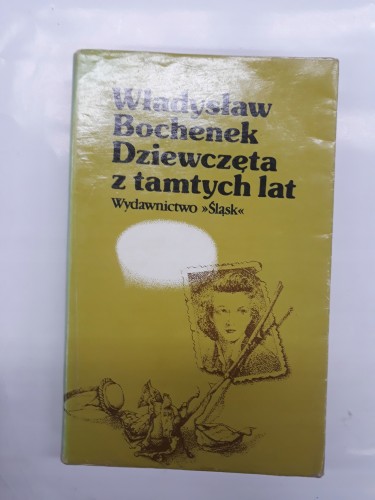 Władysław
Bochenek
Dziewczęta
z tamtych lat
Wydawnictwo »Śląsk«